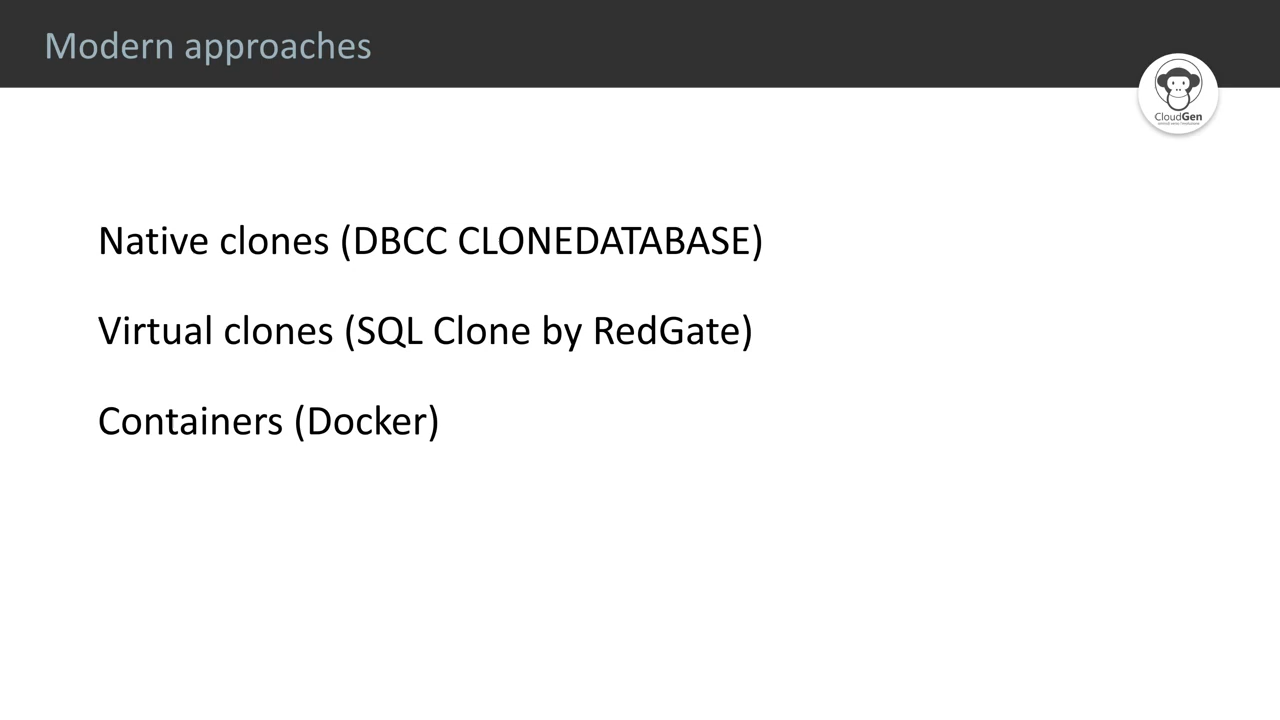 Modern approaches
CloudGen
Native clones (DBCC CLONEDATABASE)
Virtual clones (SQL Clone by RedGate)
Containers (Docker)